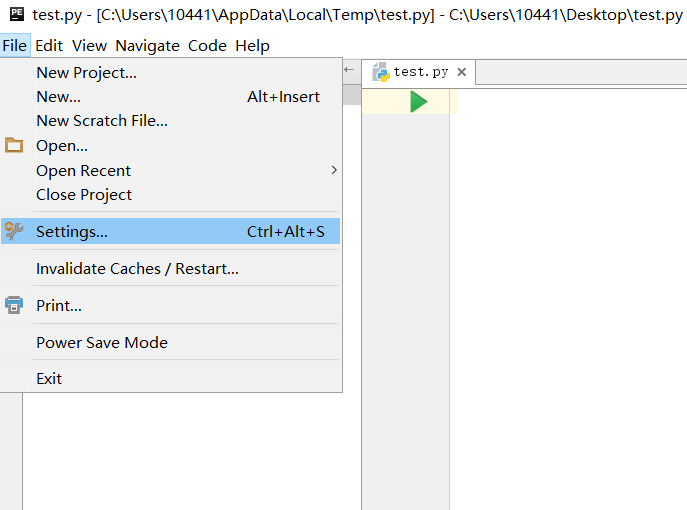 PE test.py - [C:\Users\10441\AppData\Local\Temp\test.py] - C:\Users\10441\Desktop\test.py
File Edit View Navigate Code Help
New Project...
test.py
New... Alt+Insert
New Scratch File...
Open...
Open Recent
Close Project
Settings... Ctrl+Alt+S
Invalidate Caches / Restart...
Print...
Power Save Mode
Exit